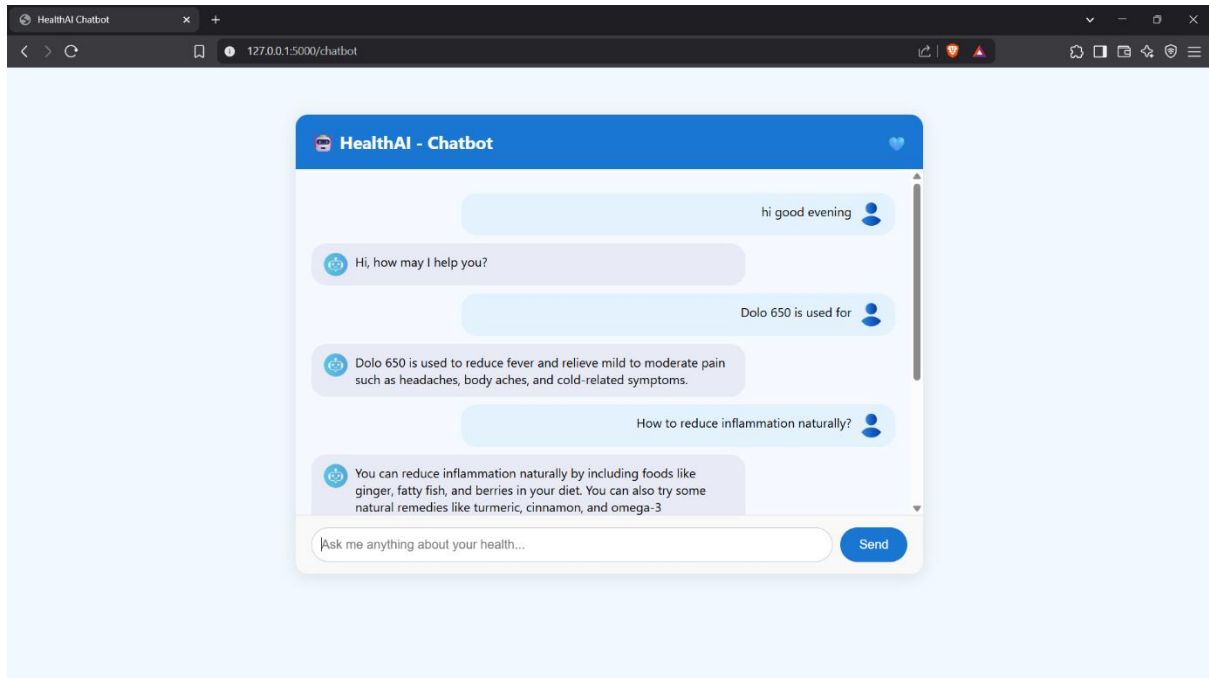 HealthAI Chatbot
127.0.0.1:5000/chatbot
HealthAI - Chatbot
hi good evening
Hi, how may I help you?
Dolo 650 is used for
Dolo 650 is used to reduce fever and relieve mild to moderate pain
such as headaches, body aches, and cold-related symptoms.
How to reduce inflammation naturally?
You can reduce inflammation naturally by including foods like
ginger, fatty fish, and berries in your diet. You can also try some
natural remedies like turmeric, cinnamon, and omega-3
Ask me anything about your health...
Send